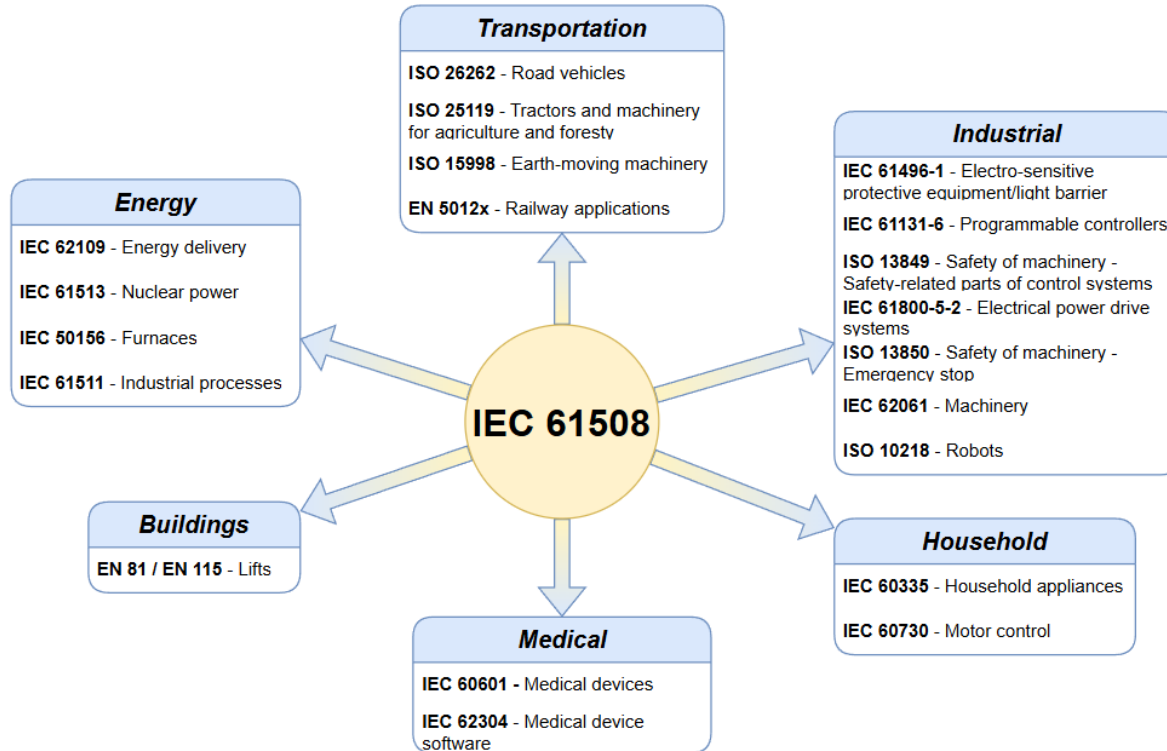 Transportation
ISO 26262 - Road vehicles
ISO 25119 - Tractors and machinery
for agriculture and foresty
ISO 15998 - Earth-moving machinery
EN 5012x - Railway applications
Industrial
IEC 61496-1 - Electro-sensitive
protective equipment/light barrier
IEC 61131-6 - Programmable controllers
ISO 13849 - Safety of machinery -
Safety-related parts of control systems
IEC 61800-5-2 - Electrical power drive
systems
ISO 13850 - Safety of machinery -
Emergency stop
IEC 62061 - Machinery
ISO 10218 - Robots
Energy
IEC 62109 - Energy delivery
IEC 61513 - Nuclear power
IEC 50156 - Furnaces
IEC 61511 - Industrial processes
IEC 61508
Buildings
EN 81 / EN 115 - Lifts
Household
IEC 60335 - Household appliances
IEC 60730 - Motor control
Medical
IEC 60601 - Medical devices
IEC 62304 - Medical device
software